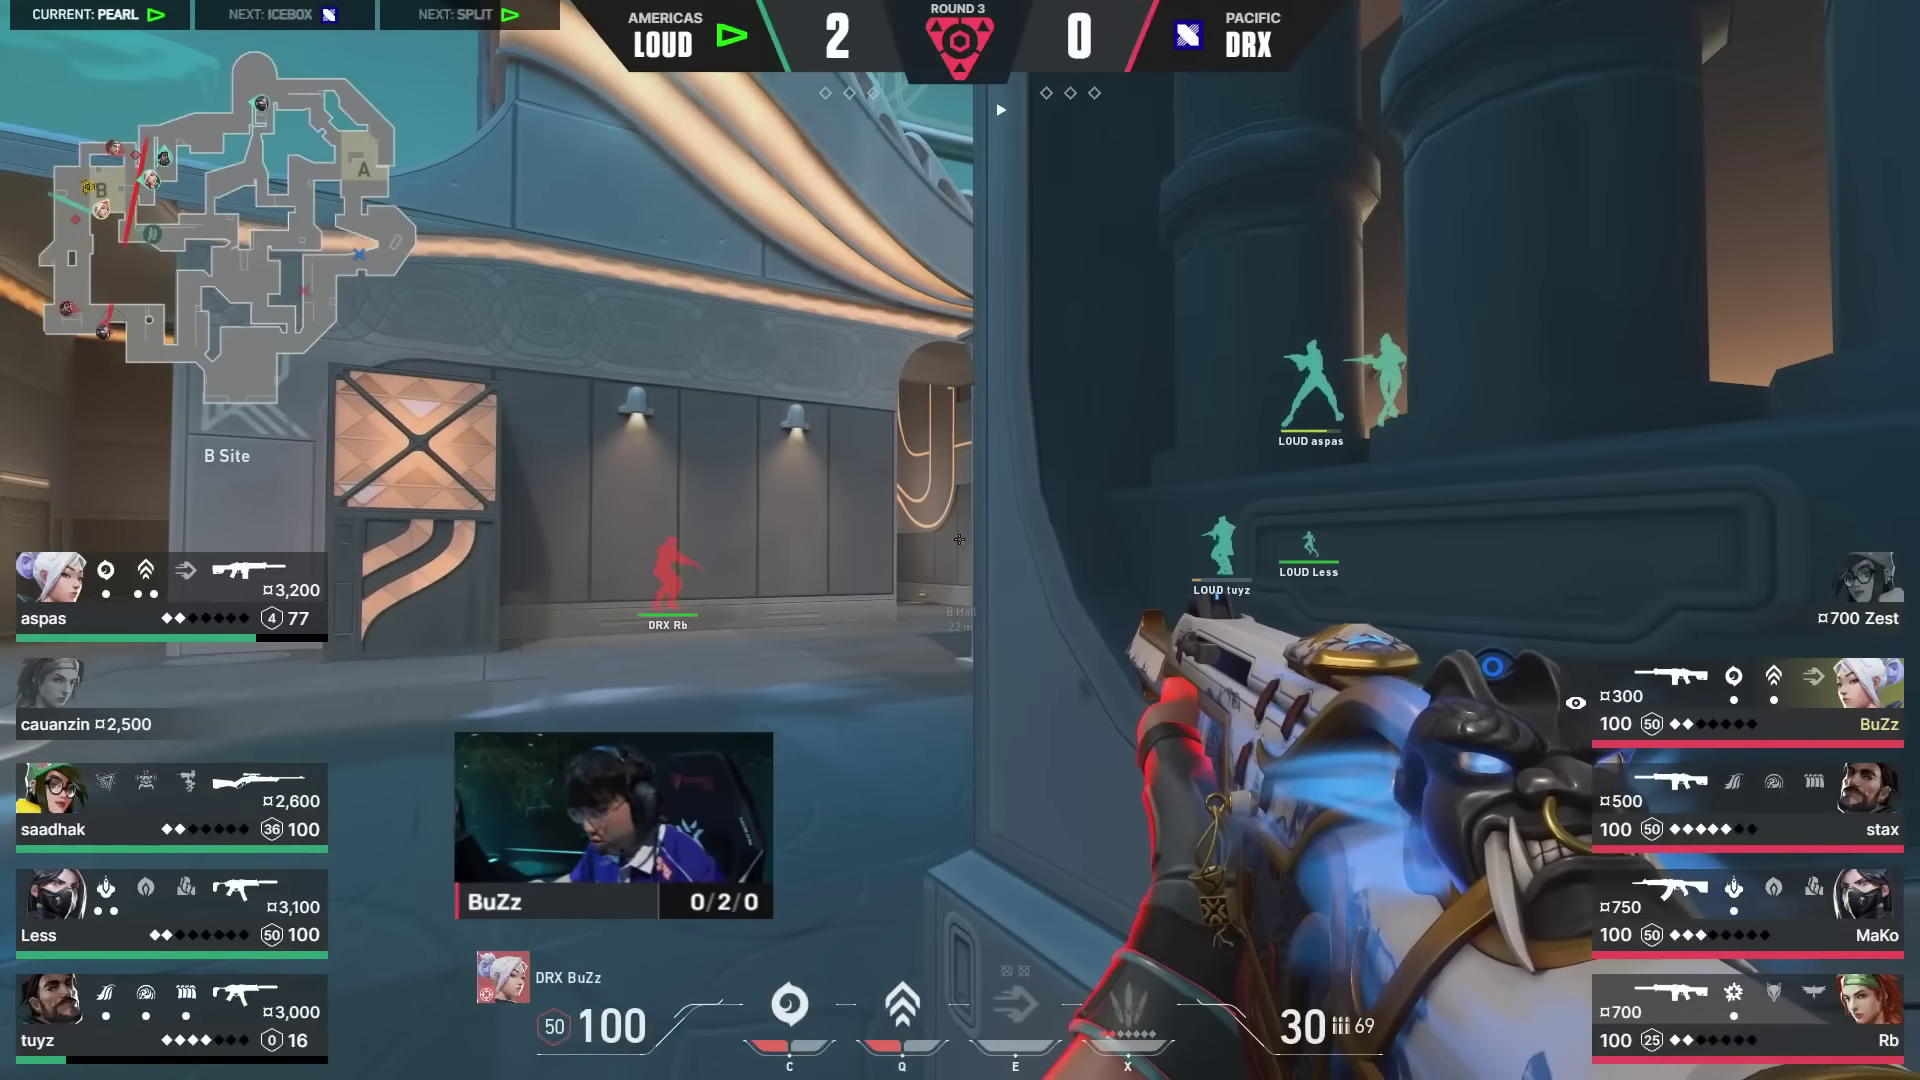 CURRENT: PEARL
NEXT: ICEBOX
NEXT: SPLIT
AMERICAS
LOUD
2
ROUND 3
0
PACIFIC
DRX
A
B
B Site
LOUD aspas
LOUD tuyz
LOUD Less
DRX Rb
22 m
¤3,200
aspas
4 77
cauanzin ¤2,500
¤2,600
saadhak
36 100
¤3,100
Less
50 100
¤3,000
tuyz
0 16
¤700 Zest
¤300
100 50
BuZz
¤500
100 50
stax
¤750
100 50
MaKo
¤700
100 25
Rb
BuZz
0/2/0
DRX BuZz
50 100
30 69
C
Q
E
X